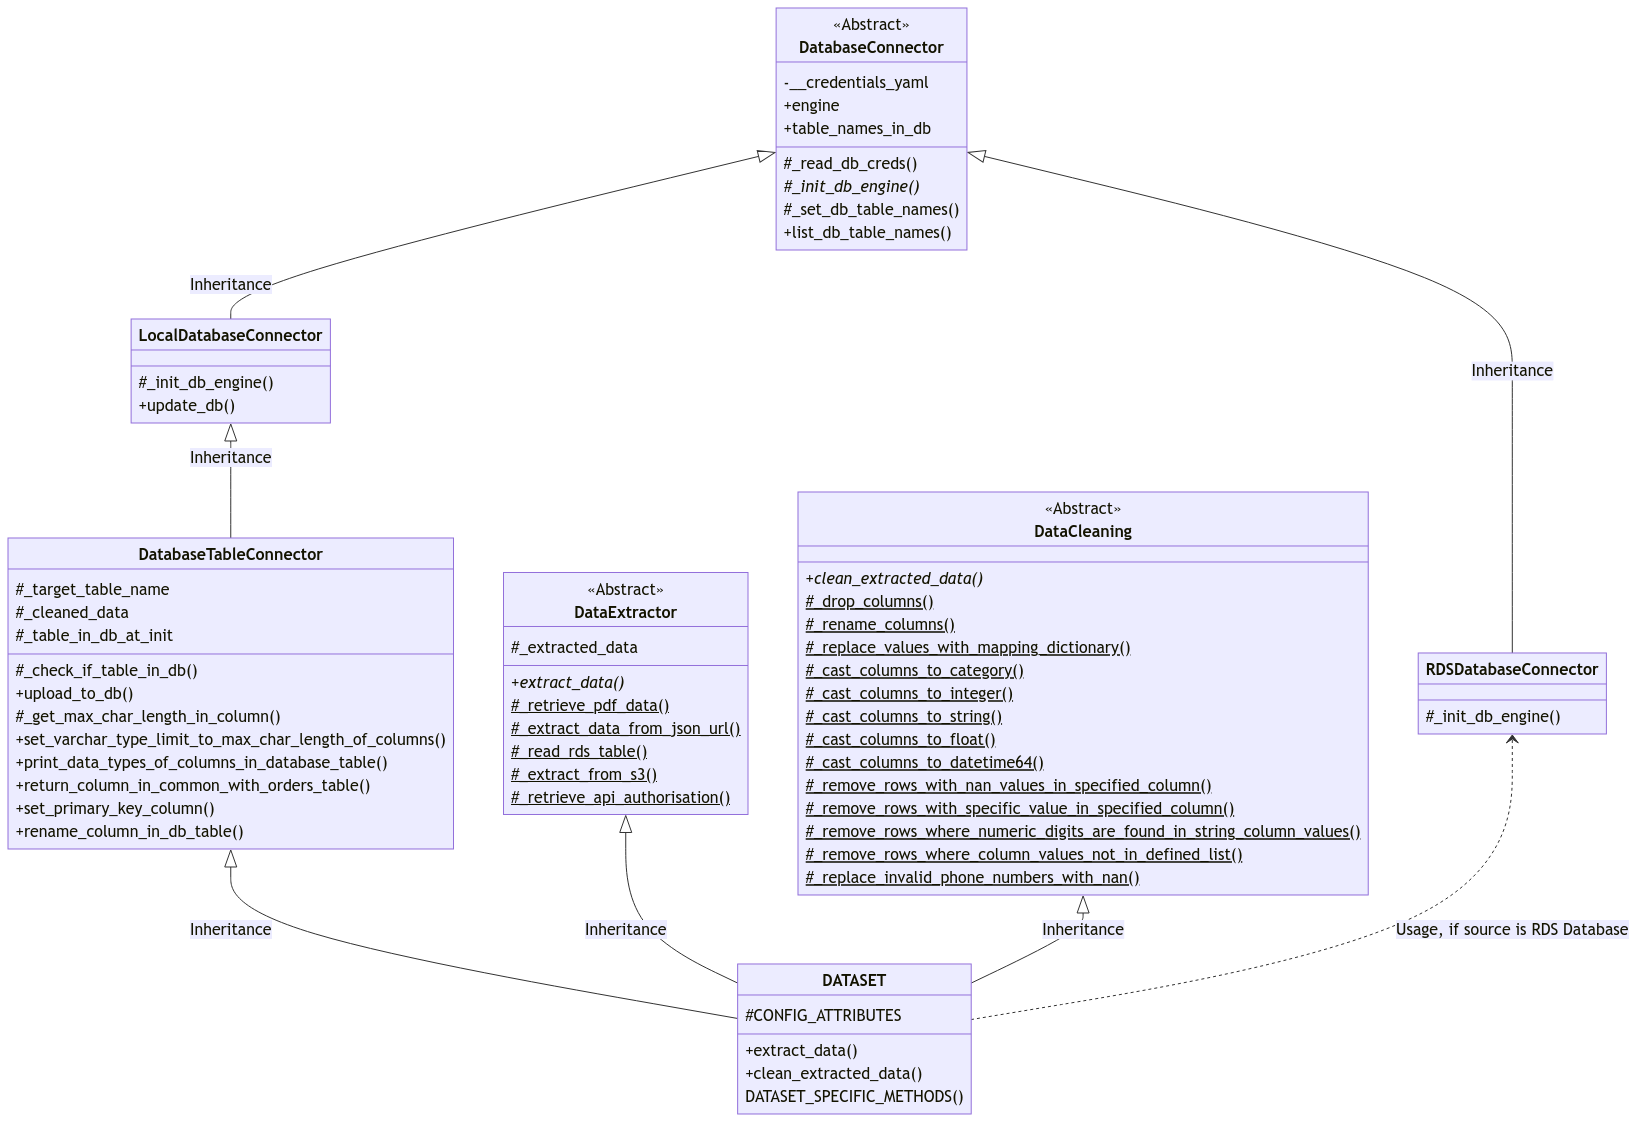 «Abstract»
DatabaseConnector
-__credentials_yaml
+engine
+table_names_in_db
#_read_db_creds()
#_init_db_engine()
#_set_db_table_names()
+list_db_table_names()
Inheritance
Inheritance
LocalDatabaseConnector
#_init_db_engine()
+update_db()
Inheritance
DatabaseTableConnector
#_target_table_name
#_cleaned_data
#_table_in_db_at_init
#_check_if_table_in_db()
+upload_to_db()
#_get_max_char_length_in_column()
+set_varchar_type_limit_to_max_char_length_of_columns()
+print_data_types_of_columns_in_database_table()
+return_column_in_common_with_orders_table()
+set_primary_key_column()
+rename_column_in_db_table()
«Abstract»
DataExtractor
#_extracted_data
+extract_data()
#_retrieve_pdf_data()
#_extract_data_from_json_url()
#_read_rds_table()
#_extract_from_s3()
#_retrieve_api_authorisation()
«Abstract»
DataCleaning
+clean_extracted_data()
#_drop_columns()
#_rename_columns()
#_replace_values_with_mapping_dictionary()
#_cast_columns_to_category()
#_cast_columns_to_integer()
#_cast_columns_to_string()
#_cast_columns_to_float()
#_cast_columns_to_datetime64()
#_remove_rows_with_nan_values_in_specified_column()
#_remove_rows_with_specific_value_in_specified_column()
#_remove_rows_where_numeric_digits_are_found_in_string_column_values()
#_remove_rows_where_column_values_not_in_defined_list()
#_replace_invalid_phone_numbers_with_nan()
RDSDatabaseConnector
#_init_db_engine()
Inheritance
Inheritance
Inheritance
Usage, if source is RDS Database
DATASET
#CONFIG_ATTRIBUTES
+extract_data()
+clean_extracted_data()
DATASET_SPECIFIC_METHODS()